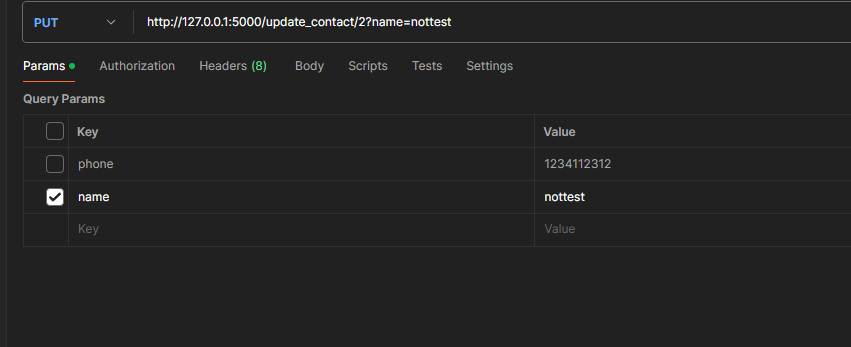 PUT http://127.0.0.1:5000/update_contact/2?name=nottest
Params Authorization Headers (8) Body Scripts Tests Settings
Query Params
Key Value
phone 1234112312
name nottest
Key Value